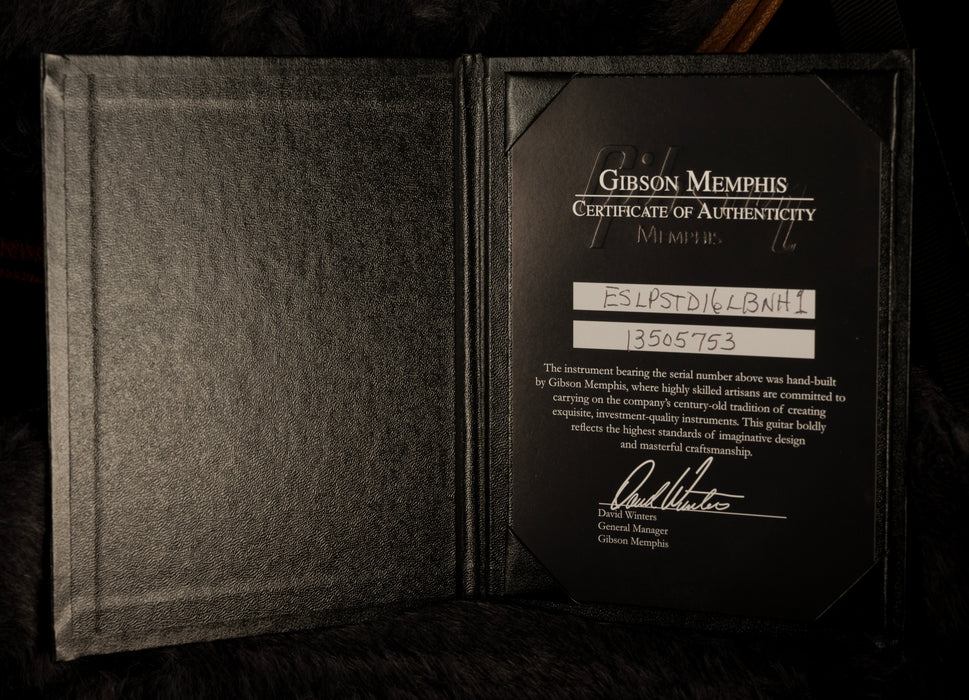 GIBSON MEMPHIS
CERTIFICATE OF AUTHENTICITY
MEMPHIS
ESLPSTD16LBNH1
13505753
The instrument bearing the serial number above was hand-built
by Gibson Memphis, where highly skilled artisans are committed to
carrying on the company's century-old tradition of creating
exquisite, investment-quality instruments. This guitar boldly
reflects the highest standards of imaginative design
and masterful craftsmanship.
David Winters
David Winters
General Manager
Gibson Memphis